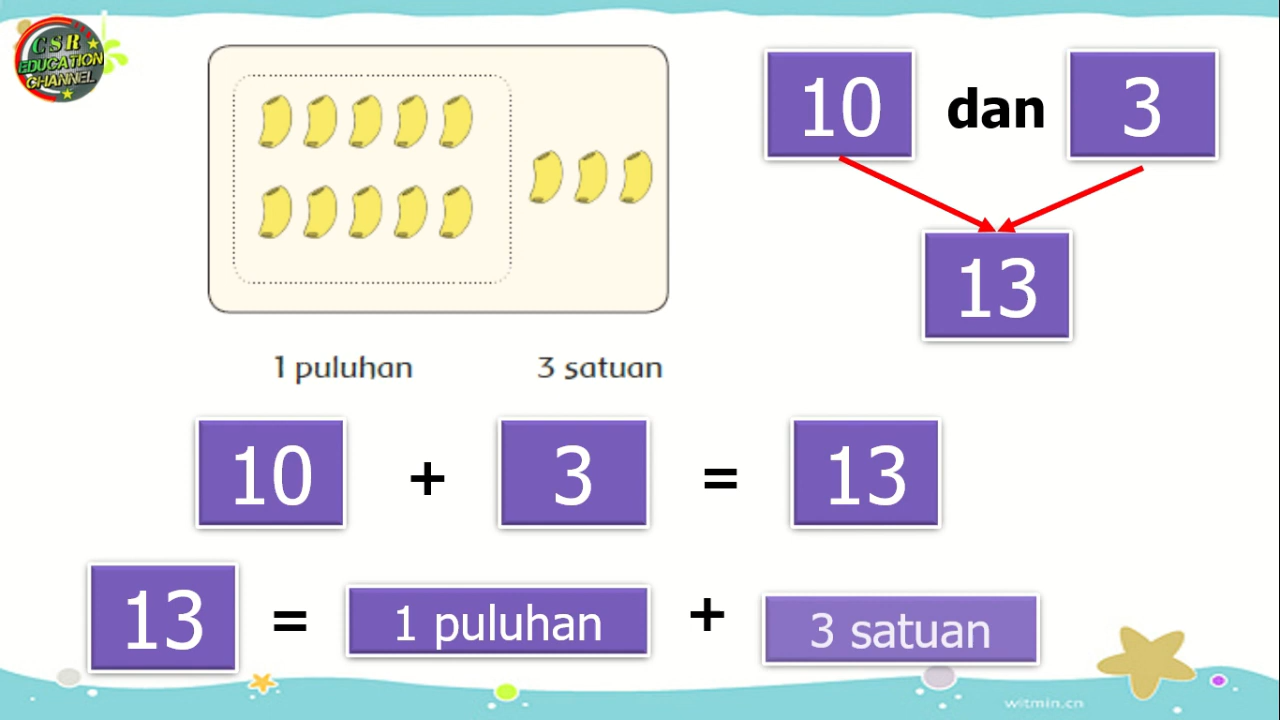 CSR
EDUCATION
CHANNEL
10 dan 3
13
1 puluhan 3 satuan
10 + 3 = 13
13 = 1 puluhan + 3 satuan
witmin.cn